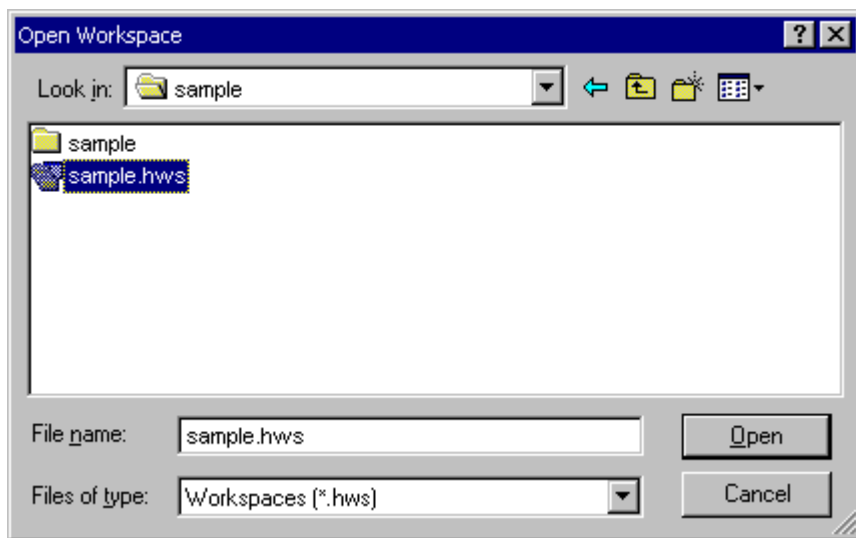 Open Workspace
Look in: sample
sample
sample.hws
File name: sample.hws Open
Files of type: Workspaces (*.hws) Cancel